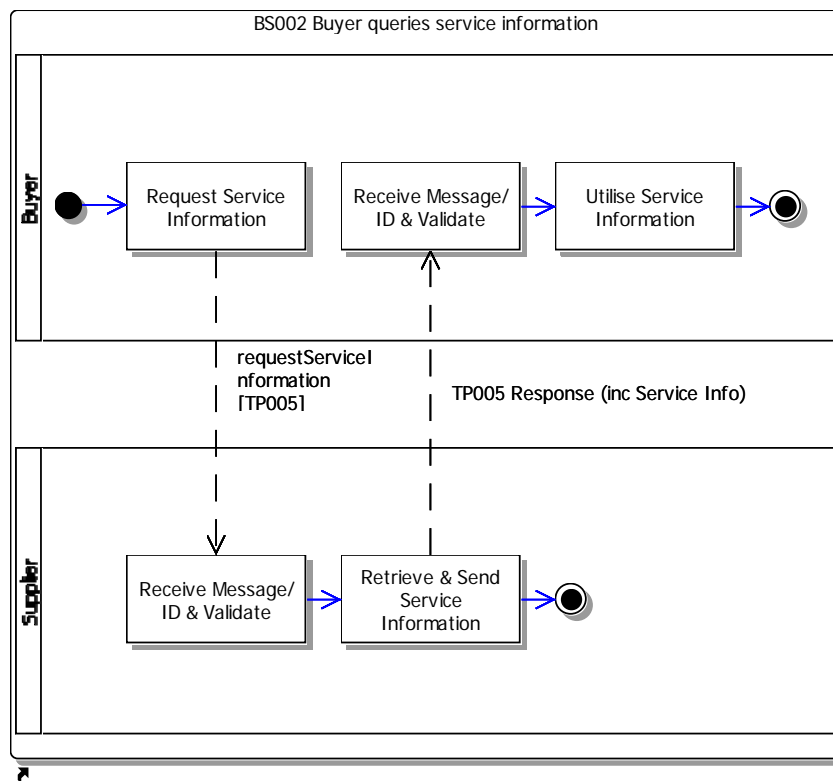 BS002 Buyer queries service information
Buyer
Request Service
Information
Receive Message/
ID & Validate
Utilise Service
Information
requestServiceI
nformation
[TP005]
TP005 Response (inc Service Info)
Supplier
Receive Message/
ID & Validate
Retrieve & Send
Service
Information